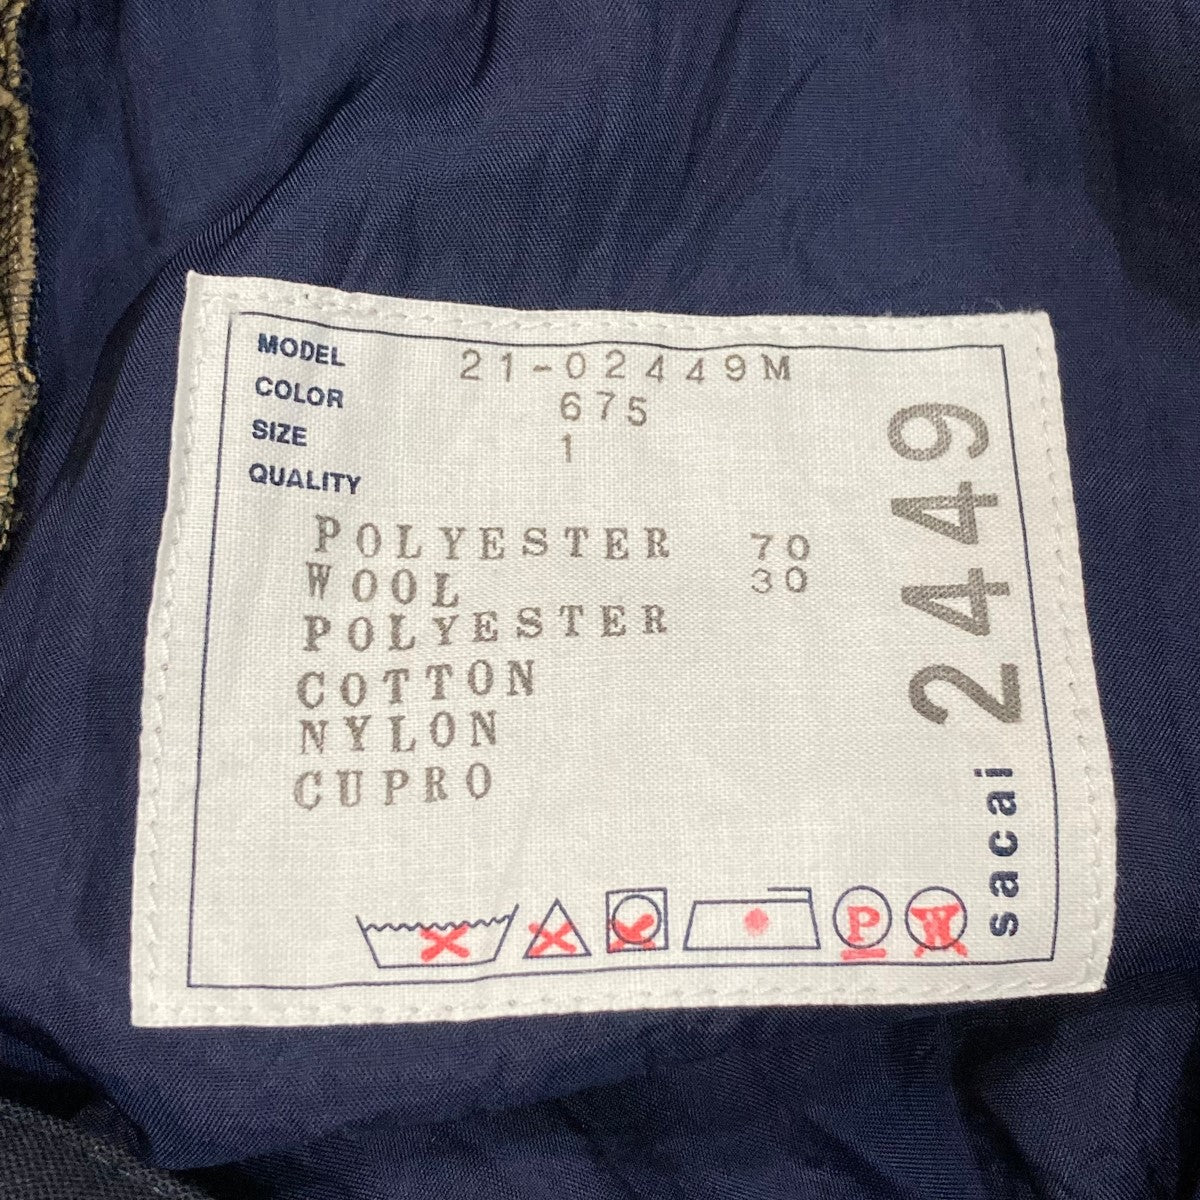 MODEL 21-02449M
COLOR 675
SIZE 1
QUALITY
POLYESTER 70
WOOL 30
POLYESTER
COTTON
NYLON
CUPRO
P W
sacai 2449